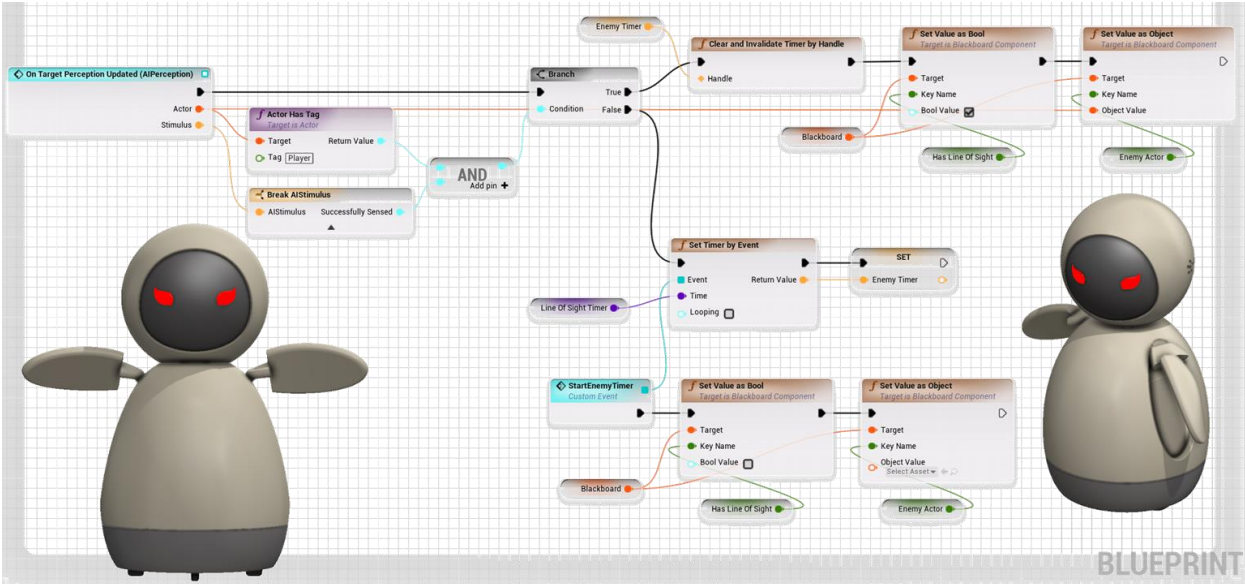 Enemy Timer
Clear and Invalidate Timer by Handle
Handle
Set Value as Bool
Target is Blackboard Component
Target
Key Name
Bool Value
Set Value as Object
Target is Blackboard Component
Target
Key Name
Object Value
On Target Perception Updated (AIPerception)
Actor
Stimulus
Branch
True
Condition
False
Actor Has Tag
Target is Actor
Target
Return Value
Tag
Player
AND
Add pin +
Break AIStimulus
AIStimulus
Successfully Sensed
Blackboard
Has Line Of Sight
Enemy Actor
Set Timer by Event
Event
Return Value
Time
Looping
SET
Enemy Timer
Line Of Sight Timer
StartEnemyTimer
Custom Event
Set Value as Bool
Target is Blackboard Component
Target
Key Name
Bool Value
Set Value as Object
Target is Blackboard Component
Target
Key Name
Object Value
Select Asset
Blackboard
Has Line Of Sight
Enemy Actor
BLUEPRINT